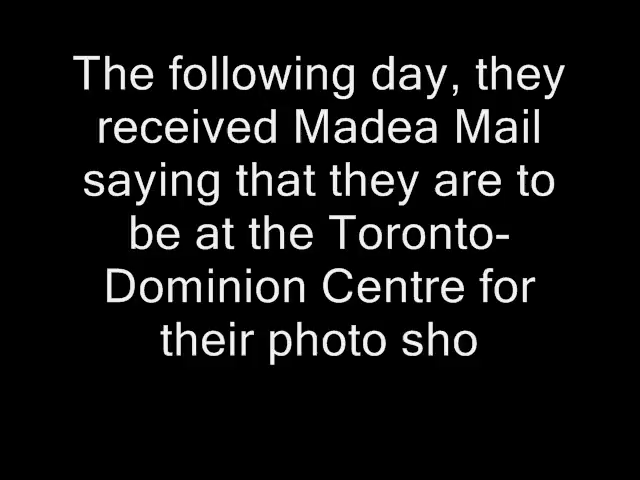 The following day, they
received Madea Mail
saying that they are to
be at the Toronto-
Dominion Centre for
their photo sho